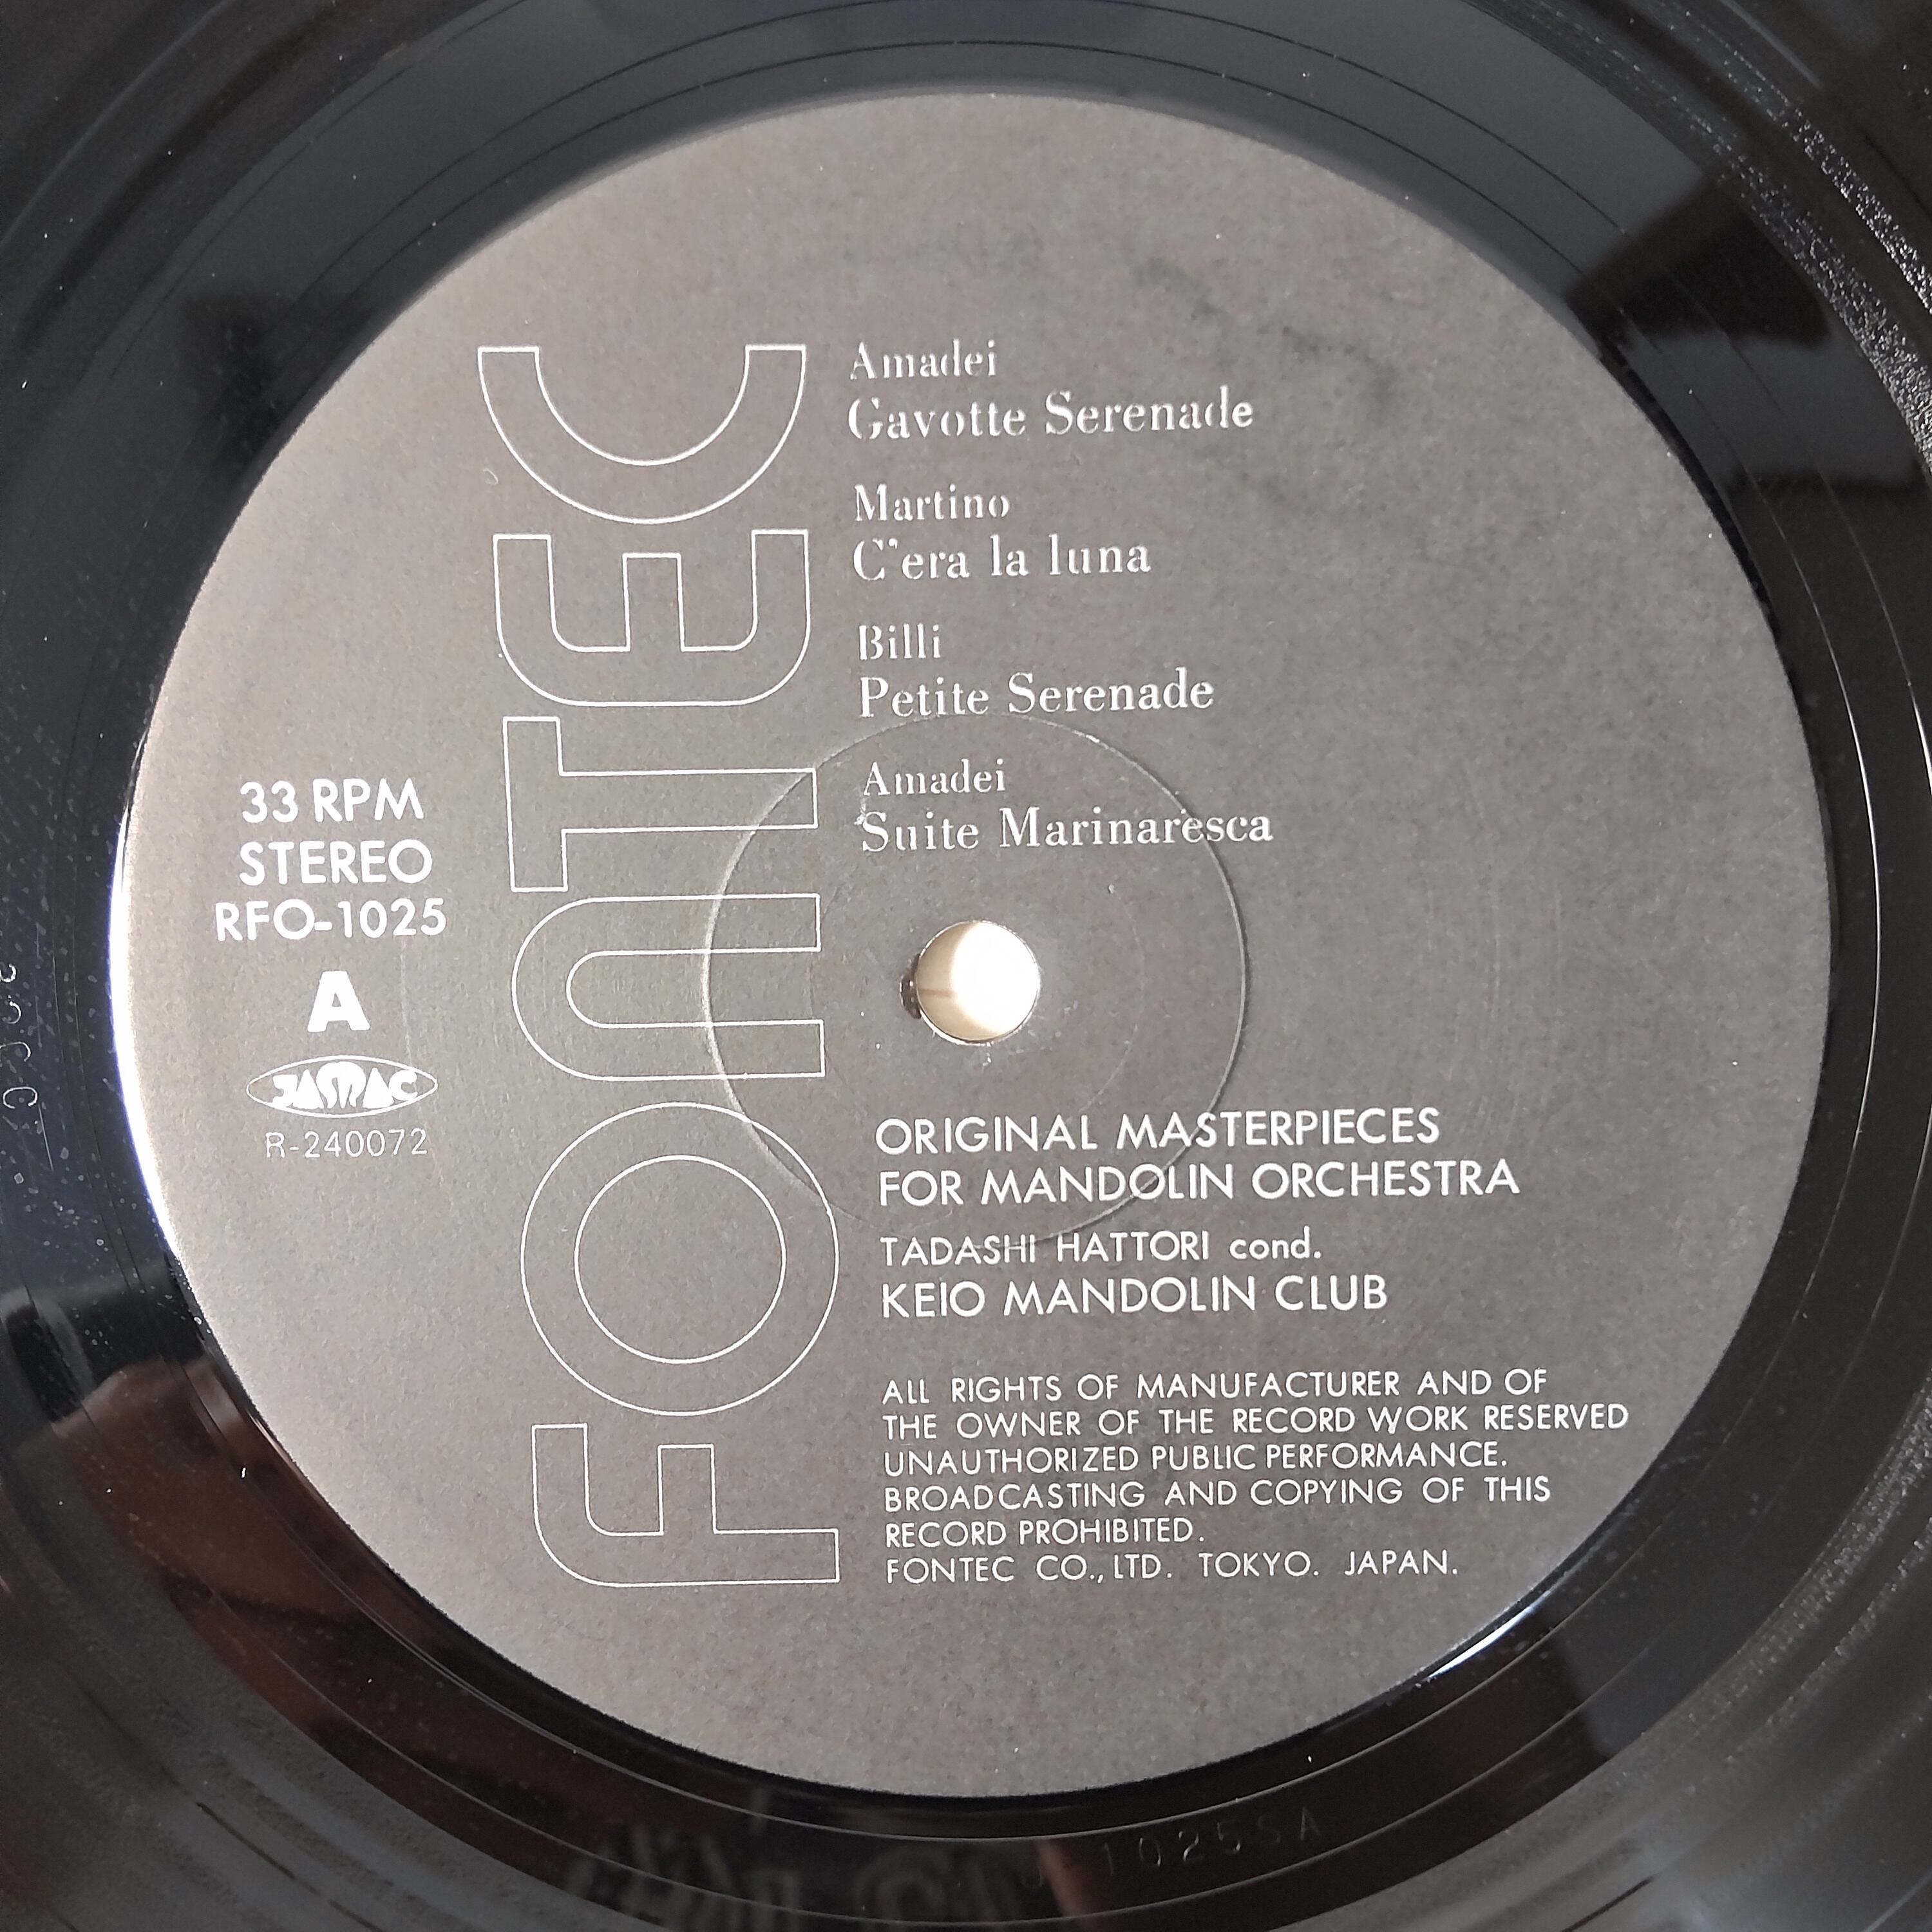 Amadei
Gavotte Serenade
Martino
C'era la luna
Billi
Petite Serenade
Amadei
Suite Marinaresca
33 RPM
STEREO
RFO-1025
A
JASRAC
R-240072
FONTEC
ORIGINAL MASTERPIECES
FOR MANDOLIN ORCHESTRA
TADASHI HATTORI cond.
KEIO MANDOLIN CLUB
ALL RIGHTS OF MANUFACTURER AND OF
THE OWNER OF THE RECORD WORK RESERVED
UNAUTHORIZED PUBLIC PERFORMANCE.
BROADCASTING AND COPYING OF THIS
RECORD PROHIBITED.
FONTEC CO., LTD. TOKYO. JAPAN.